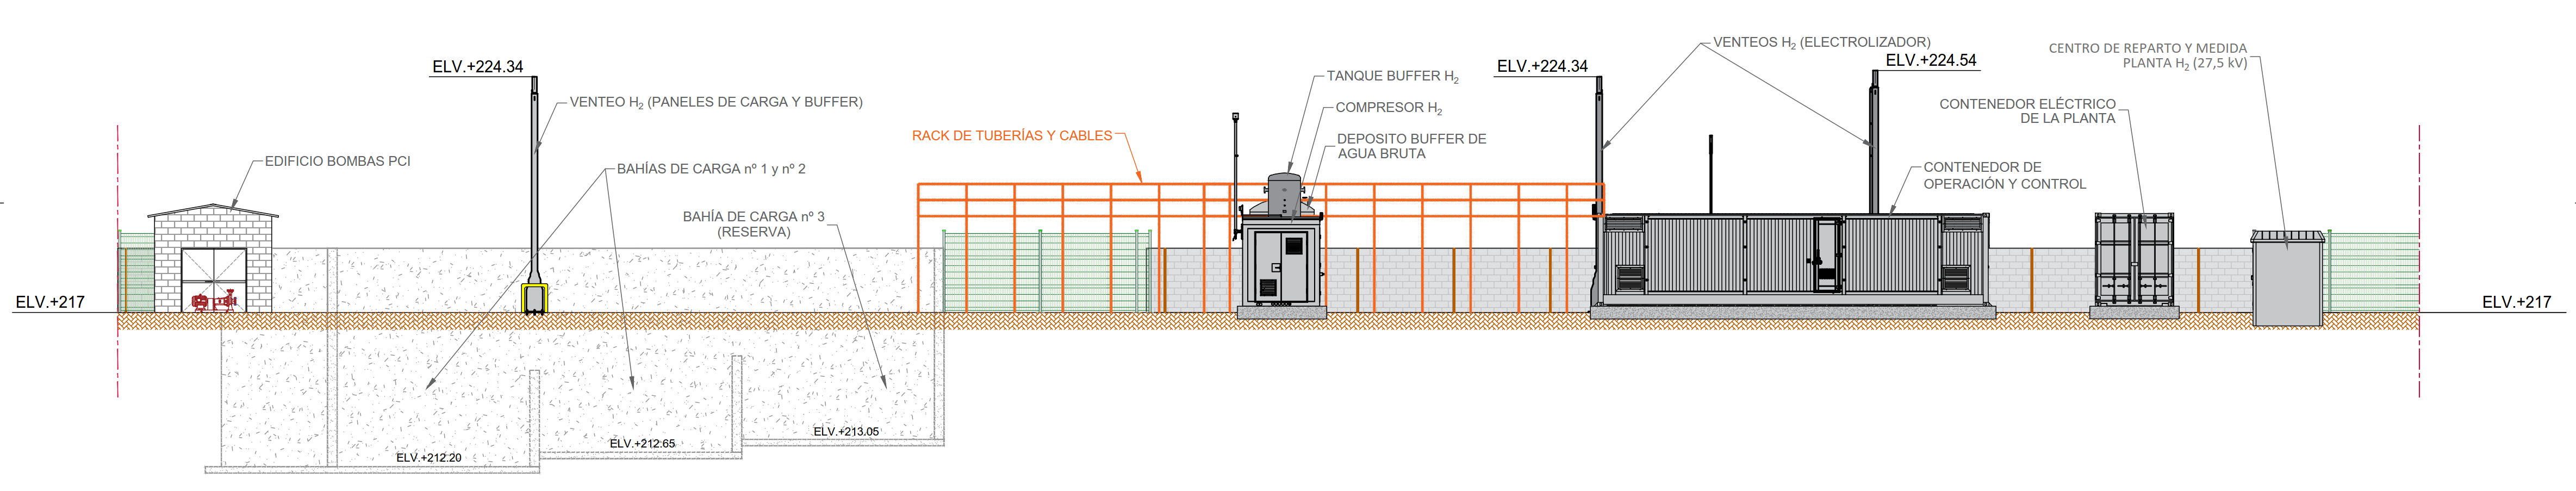 ELV.+224.34
VENTEO H₂ (PANELES DE CARGA Y BUFFER)
EDIFICIO BOMBAS PCI
BAHÍAS DE CARGA nº 1 y nº 2
BAHÍA DE CARGA nº 3
(RESERVA)
RACK DE TUBERÍAS Y CABLES
TANQUE BUFFER H₂
COMPRESOR H₂
DEPOSITO BUFFER DE
AGUA BRUTA
ELV.+224.34
VENTEOS H₂ (ELECTROLIZADOR)
ELV.+224.54
CENTRO DE REPARTO Y MEDIDA
PLANTA H₂ (27,5 kV)
CONTENEDOR ELÉCTRICO
DE LA PLANTA
CONTENEDOR DE
OPERACIÓN Y CONTROL
ELV.+217
ELV.+217
ELV.+212.20
ELV.+212.65
ELV.+213.05